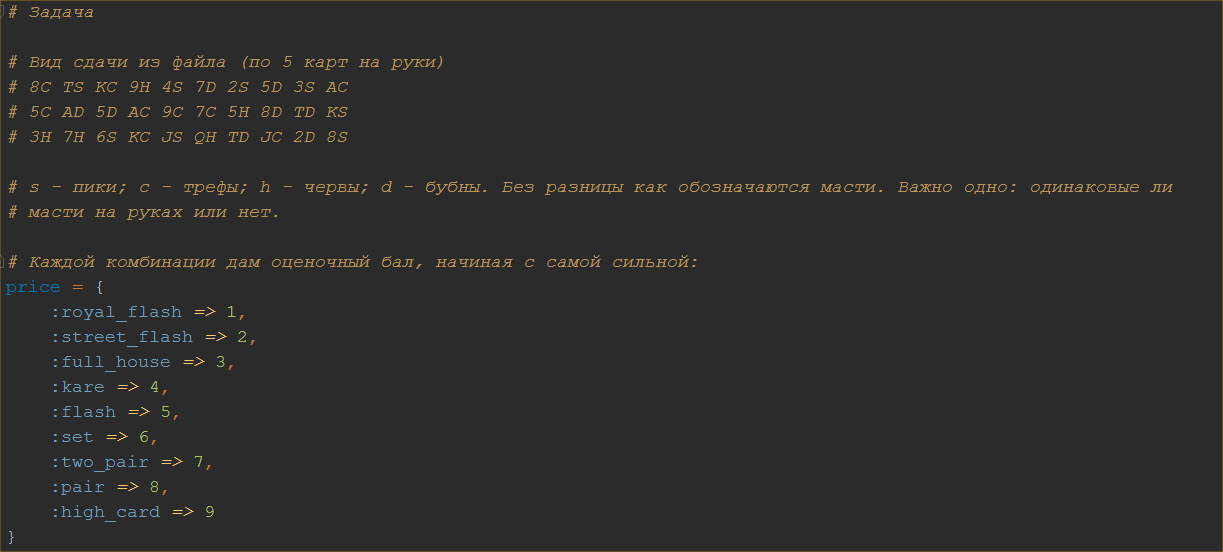 # Задача
# Вид сдачи из файла (по 5 карт на руки)
# 8C TS KC 9H 4S 7D 2S 5D 3S AC
# 5C AD 5D AC 9C 7C 5H 8D TD KS
# 3H 7H 6S KC JS QH TD JC 2D 8S
# s - пики; c - трефы; h - червы; d - бубны. Без разницы как обозначаются масти. Важно одно: одинаковые ли
# масти на руках или нет.
# Каждой комбинации дам оценочный бал, начиная с самой сильной:
price = {
    :royal_flash => 1,
    :street_flash => 2,
    :full_house => 3,
    :kare => 4,
    :flash => 5,
    :set => 6,
    :two_pair => 7,
    :pair => 8,
    :high_card => 9
}